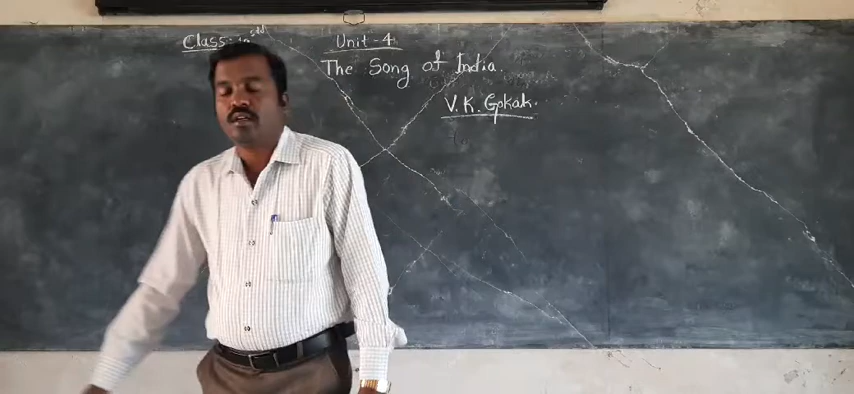 Class:
Unit-4
The Song of India.
V. K. Gokak.